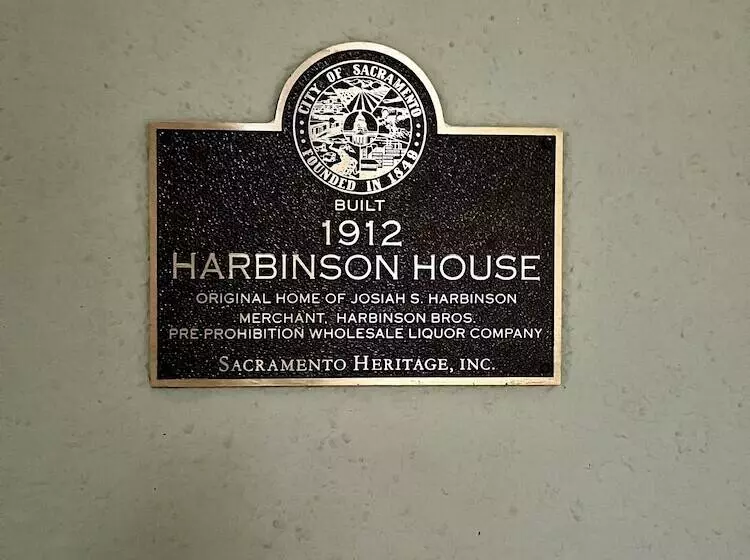 CITY OF SACRAMENTO
FOUNDED IN 1849
BUILT
1912
HARBINSON HOUSE
ORIGINAL HOME OF JOSIAH S. HARBINSON
MERCHANT, HARBINSON BROS.
PRE-PROHIBITION WHOLESALE LIQUOR COMPANY
SACRAMENTO HERITAGE, INC.